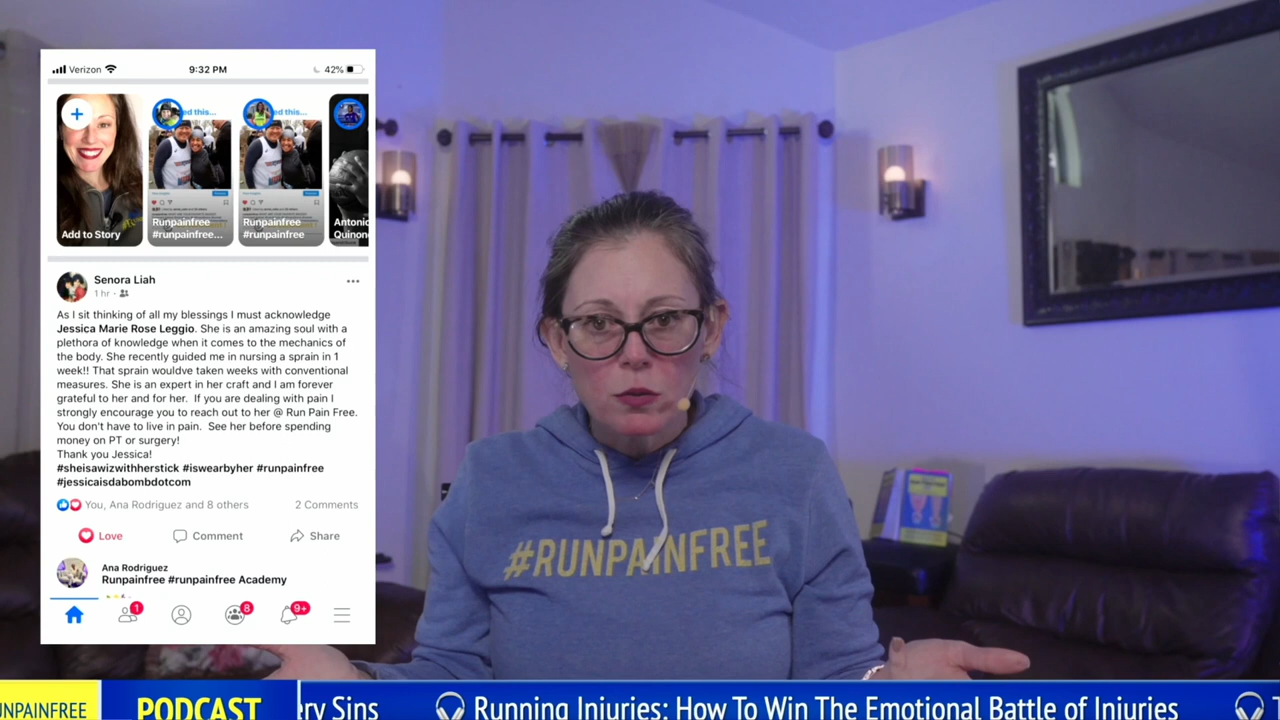 Verizon
9:32 PM
42%
ed this...
ed this...
Add to Story
Runpainfree
#runpainfree...
Runpainfree
#runpainfree
Antonio
Senora Liah
1 hr
As I sit thinking of all my blessings I must acknowledge
Jessica Marie Rose Leggio. She is an amazing soul with a
plethora of knowledge when it comes to the mechanics of
the body. She recently guided me in nursing a sprain in 1
week!! That sprain wouldve taken weeks with conventional
measures. She is an expert in her craft and I am forever
grateful to her and for her. If you are dealing with pain I
strongly encourage you to reach out to her @ Run Pain Free.
You don't have to live in pain. See her before spending
money on PT or surgery!
Thank you Jessica!
#sheisawizwithherstick #iswearbyher #runpainfree
#jessicaisdabombdotcom
You, Ana Rodriguez and 8 others
2 Comments
Love
Comment
Share
Ana Rodriguez
Runpainfree #runpainfree Academy
1
8
9+
#RUNPAINFREE
UNPAINFREE
PODCAST
ery Sins
Running Injuries: How To Win The Emotional Battle of Injuries